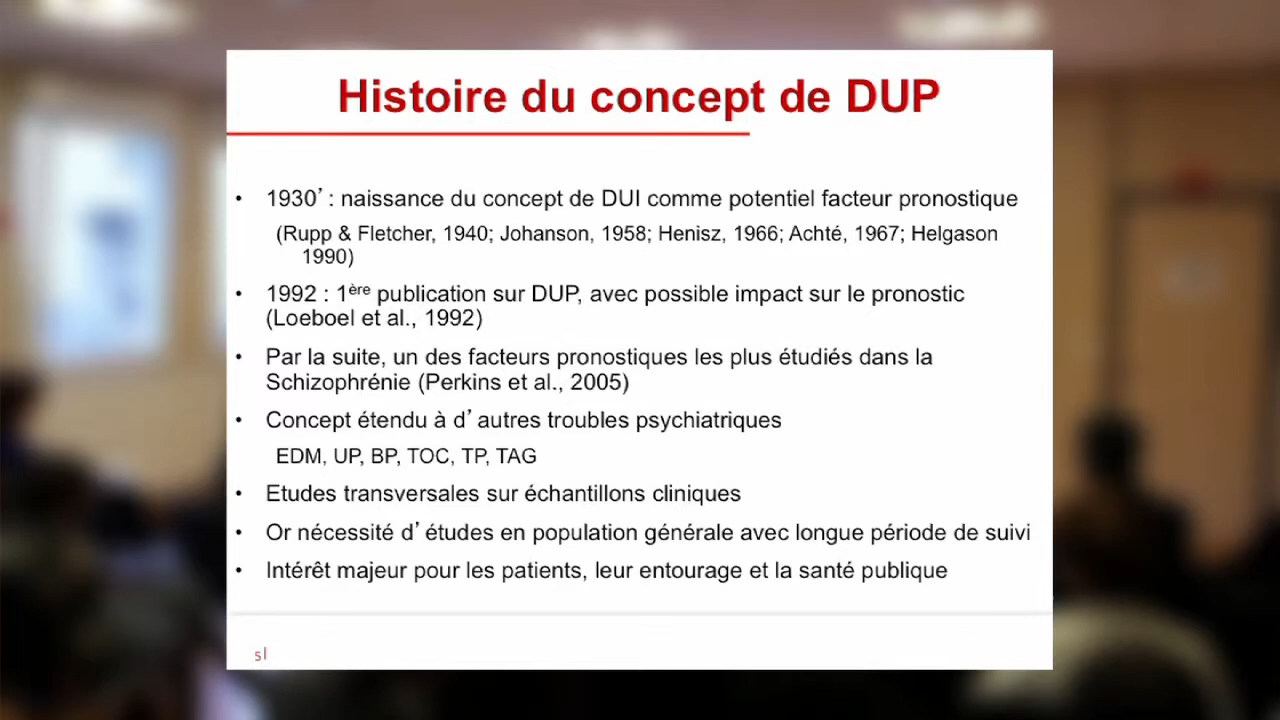 Histoire du concept de DUP
• 1930’ : naissance du concept de DUI comme potentiel facteur pronostique
(Rupp & Fletcher, 1940; Johanson, 1958; Henisz, 1966; Achté, 1967; Helgason
1990)
• 1992 : 1ère publication sur DUP, avec possible impact sur le pronostic
(Loeboel et al., 1992)
• Par la suite, un des facteurs pronostiques les plus étudiés dans la
Schizophrénie (Perkins et al., 2005)
• Concept étendu à d’ autres troubles psychiatriques
EDM, UP, BP, TOC, TP, TAG
• Etudes transversales sur échantillons cliniques
• Or nécessité d’ études en population générale avec longue période de suivi
• Intérêt majeur pour les patients, leur entourage et la santé publique
sl